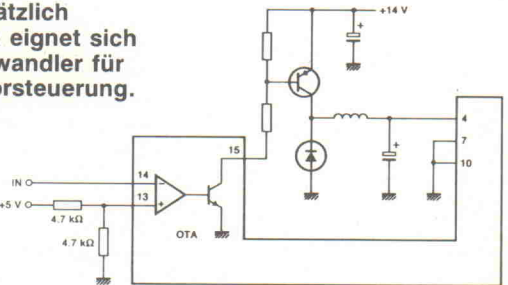 ätzlich
eignet sich
wandler für
orsteuerung.
+14 V
+
4
15
+
7
10
14
IN
−
13
+5 V
+
4.7 kΩ
OTA
4.7 kΩ